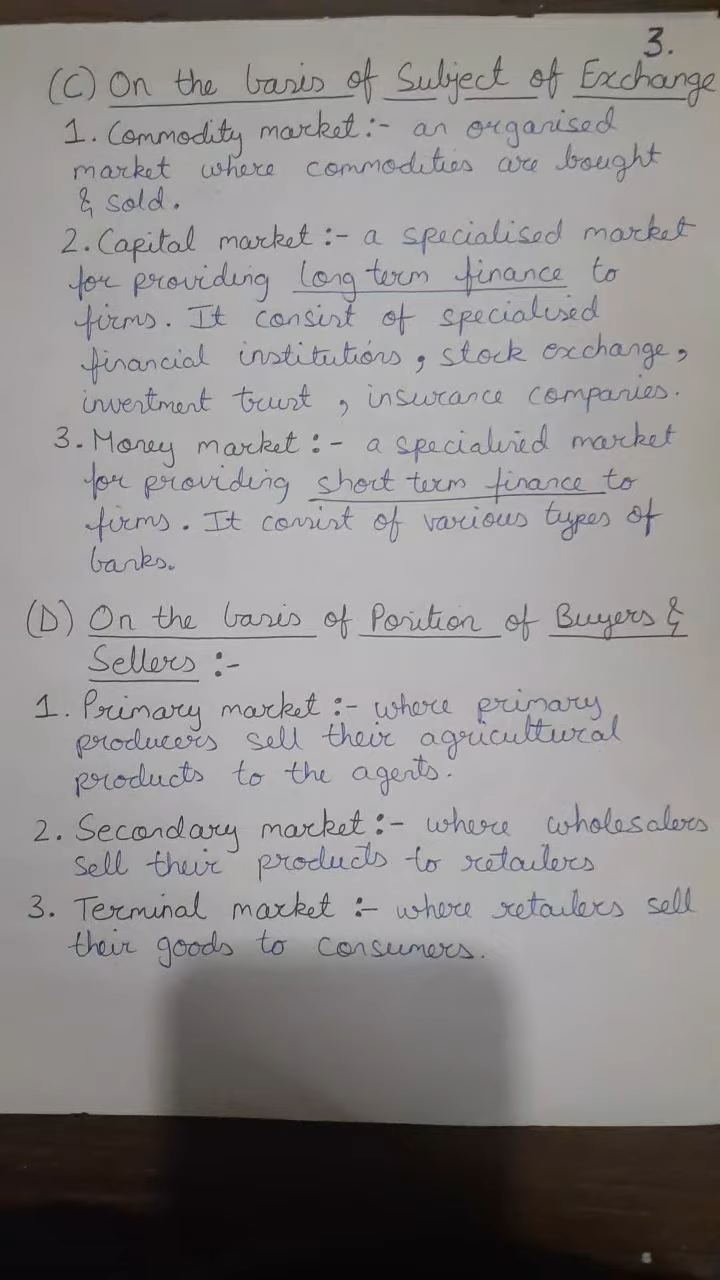 3.
(C) On the basis of Subject of Exchange
1. Commodity market :- an organised
market where commodities are bought
& sold.
2. Capital market :- a specialised market
for providing long term finance to
firms. It consist of specialised
financial institutions, stock exchange,
investment trust, insurance companies.
3. Money market :- a specialised market
for providing short term finance to
firms. It consist of various types of
banks.
(D) On the basis of Position of Buyers &
Sellers :-
1. Primary market :- where primary
producers sell their agricultural
products to the agents.
2. Secondary market :- where wholesalers
sell their products to retailers
3. Terminal market :- where retailers sell
their goods to consumers.